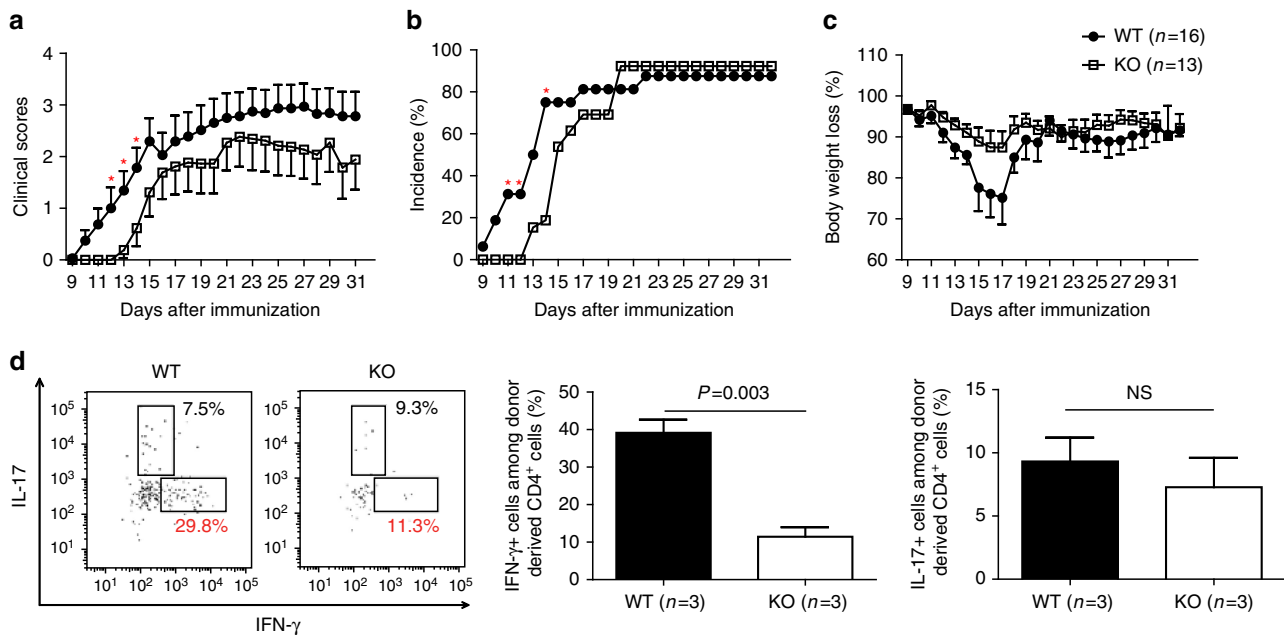 a
4
3
2
1
0
Clinical scores
* * *
9 11 13 15 17 19 21 23 25 27 29 31
Days after immunization
b
100
80
60
40
20
0
Incidence (%)
* * *
9 11 13 15 17 19 21 23 25 27 29 31
Days after immunization
c
WT (n=16)
KO (n=13)
110
100
90
80
70
60
Body weight loss (%)
9 11 13 15 17 19 21 23 25 27 29 31
Days after immunization
d
WT
7.5%
29.8%
10⁵
10⁴
10³
10²
10¹
10¹ 10² 10³ 10⁴ 10⁵
KO
9.3%
11.3%
10⁵
10⁴
10³
10²
10¹
10¹ 10² 10³ 10⁴ 10⁵
IL-17
IFN-γ
IFN-γ+ cells among donor
derived CD4⁺ cells (%)
50
40
30
20
10
0
P=0.003
WT (n=3) KO (n=3)
IL-17+ cells among donor
derived CD4⁺ cells (%)
15
10
5
0
NS
WT (n=3) KO (n=3)